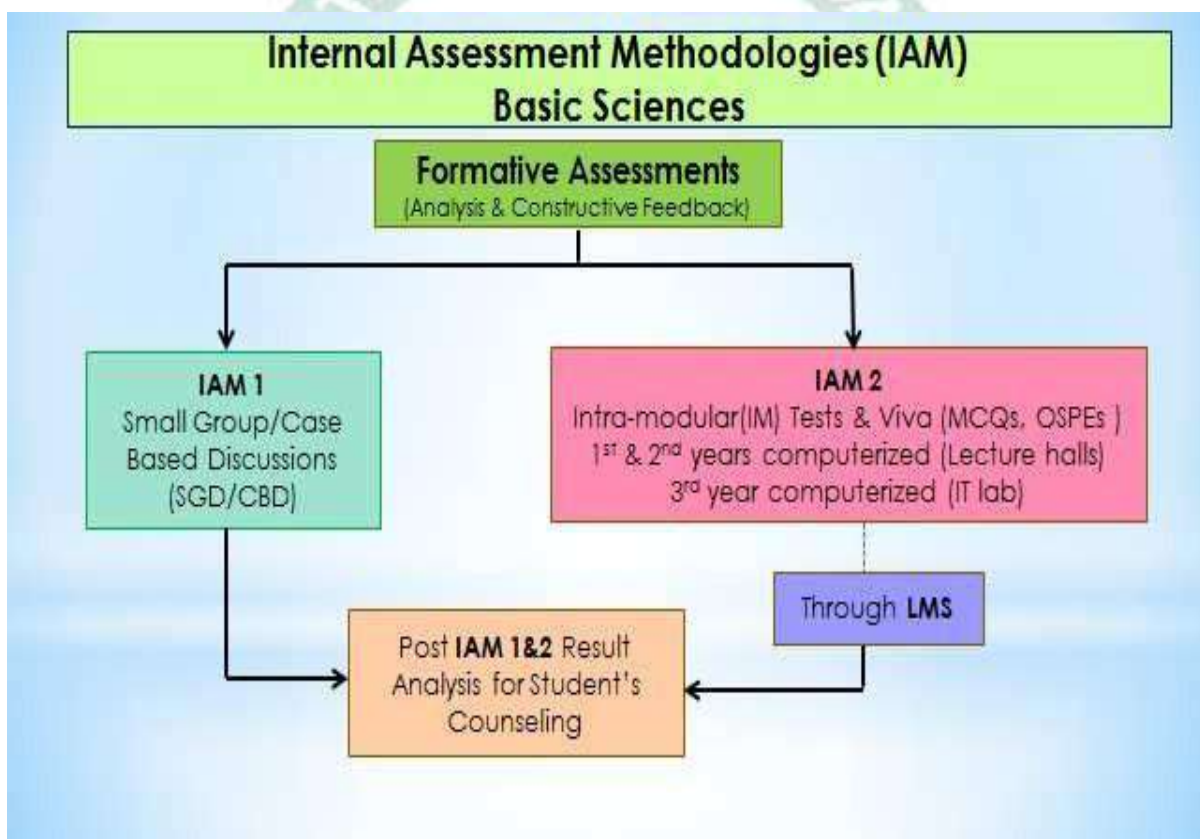 Internal Assessment Methodologies (IAM)
Basic Sciences
Formative Assessments
(Analysis & Constructive Feedback)
IAM 1
Small Group/Case
Based Discussions
(SGD/CBD)
IAM 2
Intra-modular(IM) Tests & Viva (MCQs, OSPEs )
1st & 2nd years computerized (Lecture halls)
3rd year computerized (IT lab)
Through LMS
Post IAM 1&2 Result
Analysis for Student's
Counseling